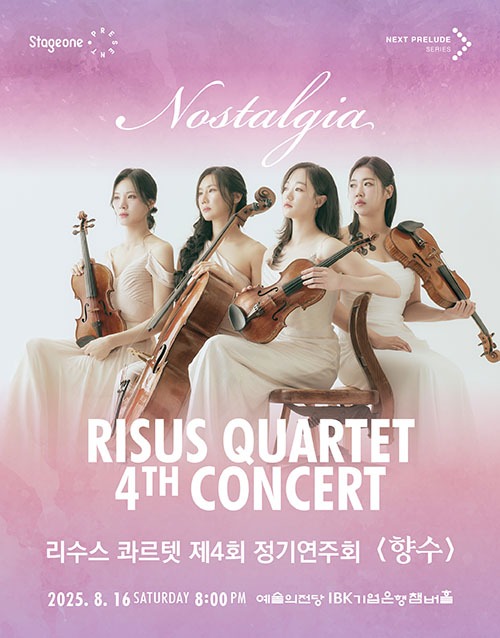 Stageone PRESENT
NEXT PRELUDE
SERIES
Nostalgia
RISUS QUARTET
4TH CONCERT
리수스 콰르텟 제4회 정기연주회 〈향수〉
2025. 8. 16 SATURDAY 8:00 PM 예술의전당 IBK기업은행챔버홀